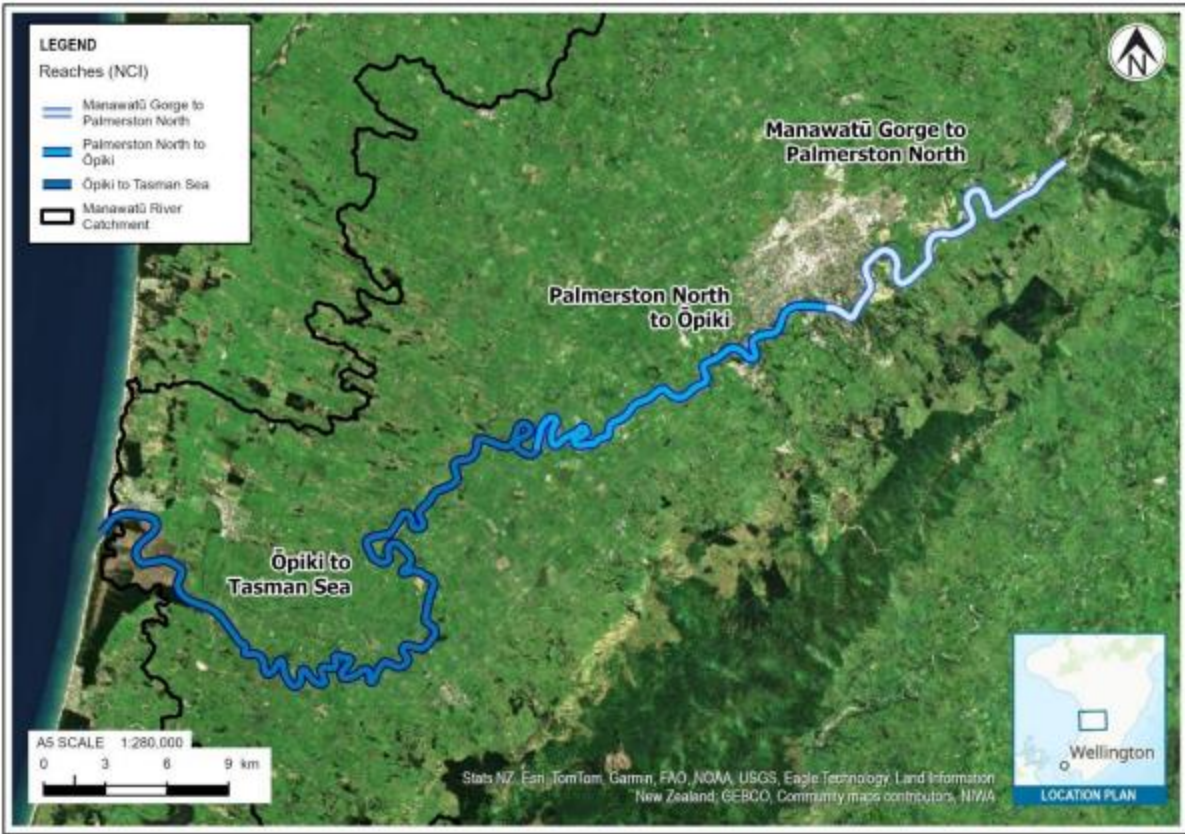 LEGEND
Reaches (NCI)
Manawatū Gorge to
Palmerston North
Palmerston North to
Ōpiki
Ōpiki to Tasman Sea
Manawatū River
Catchment
N
Manawatū Gorge to
Palmerston North
Palmerston North
to Ōpiki
Ōpiki to
Tasman Sea
A5 SCALE 1:280,000
0 3 6 9 km
Stats NZ, Esri, TomTom, Garmin, FAO, NOAA, USGS, Eagle Technology, Land Information
New Zealand, GEBCO, Community maps contributors, NIWA
Wellington
LOCATION PLAN